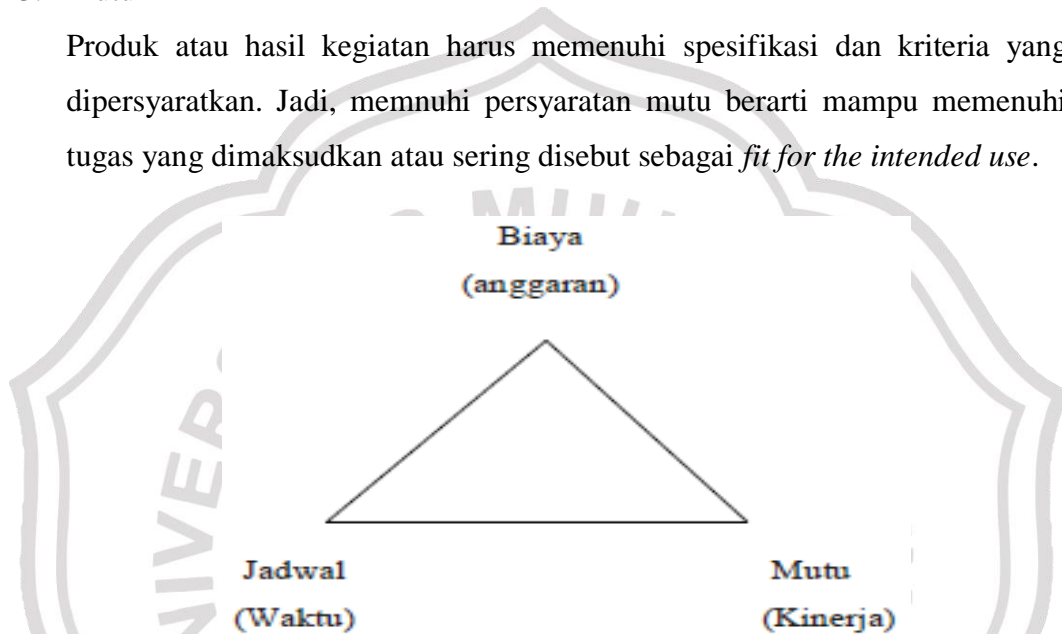 Produk atau hasil kegiatan harus memenuhi spesifikasi dan kriteria yang
dipersyaratkan. Jadi, memnuhi persyaratan mutu berarti mampu memenuhi
tugas yang dimaksudkan atau sering disebut sebagai fit for the intended use.
Biaya
(anggaran)
Jadwal
(Waktu)
Mutu
(Kinerja)